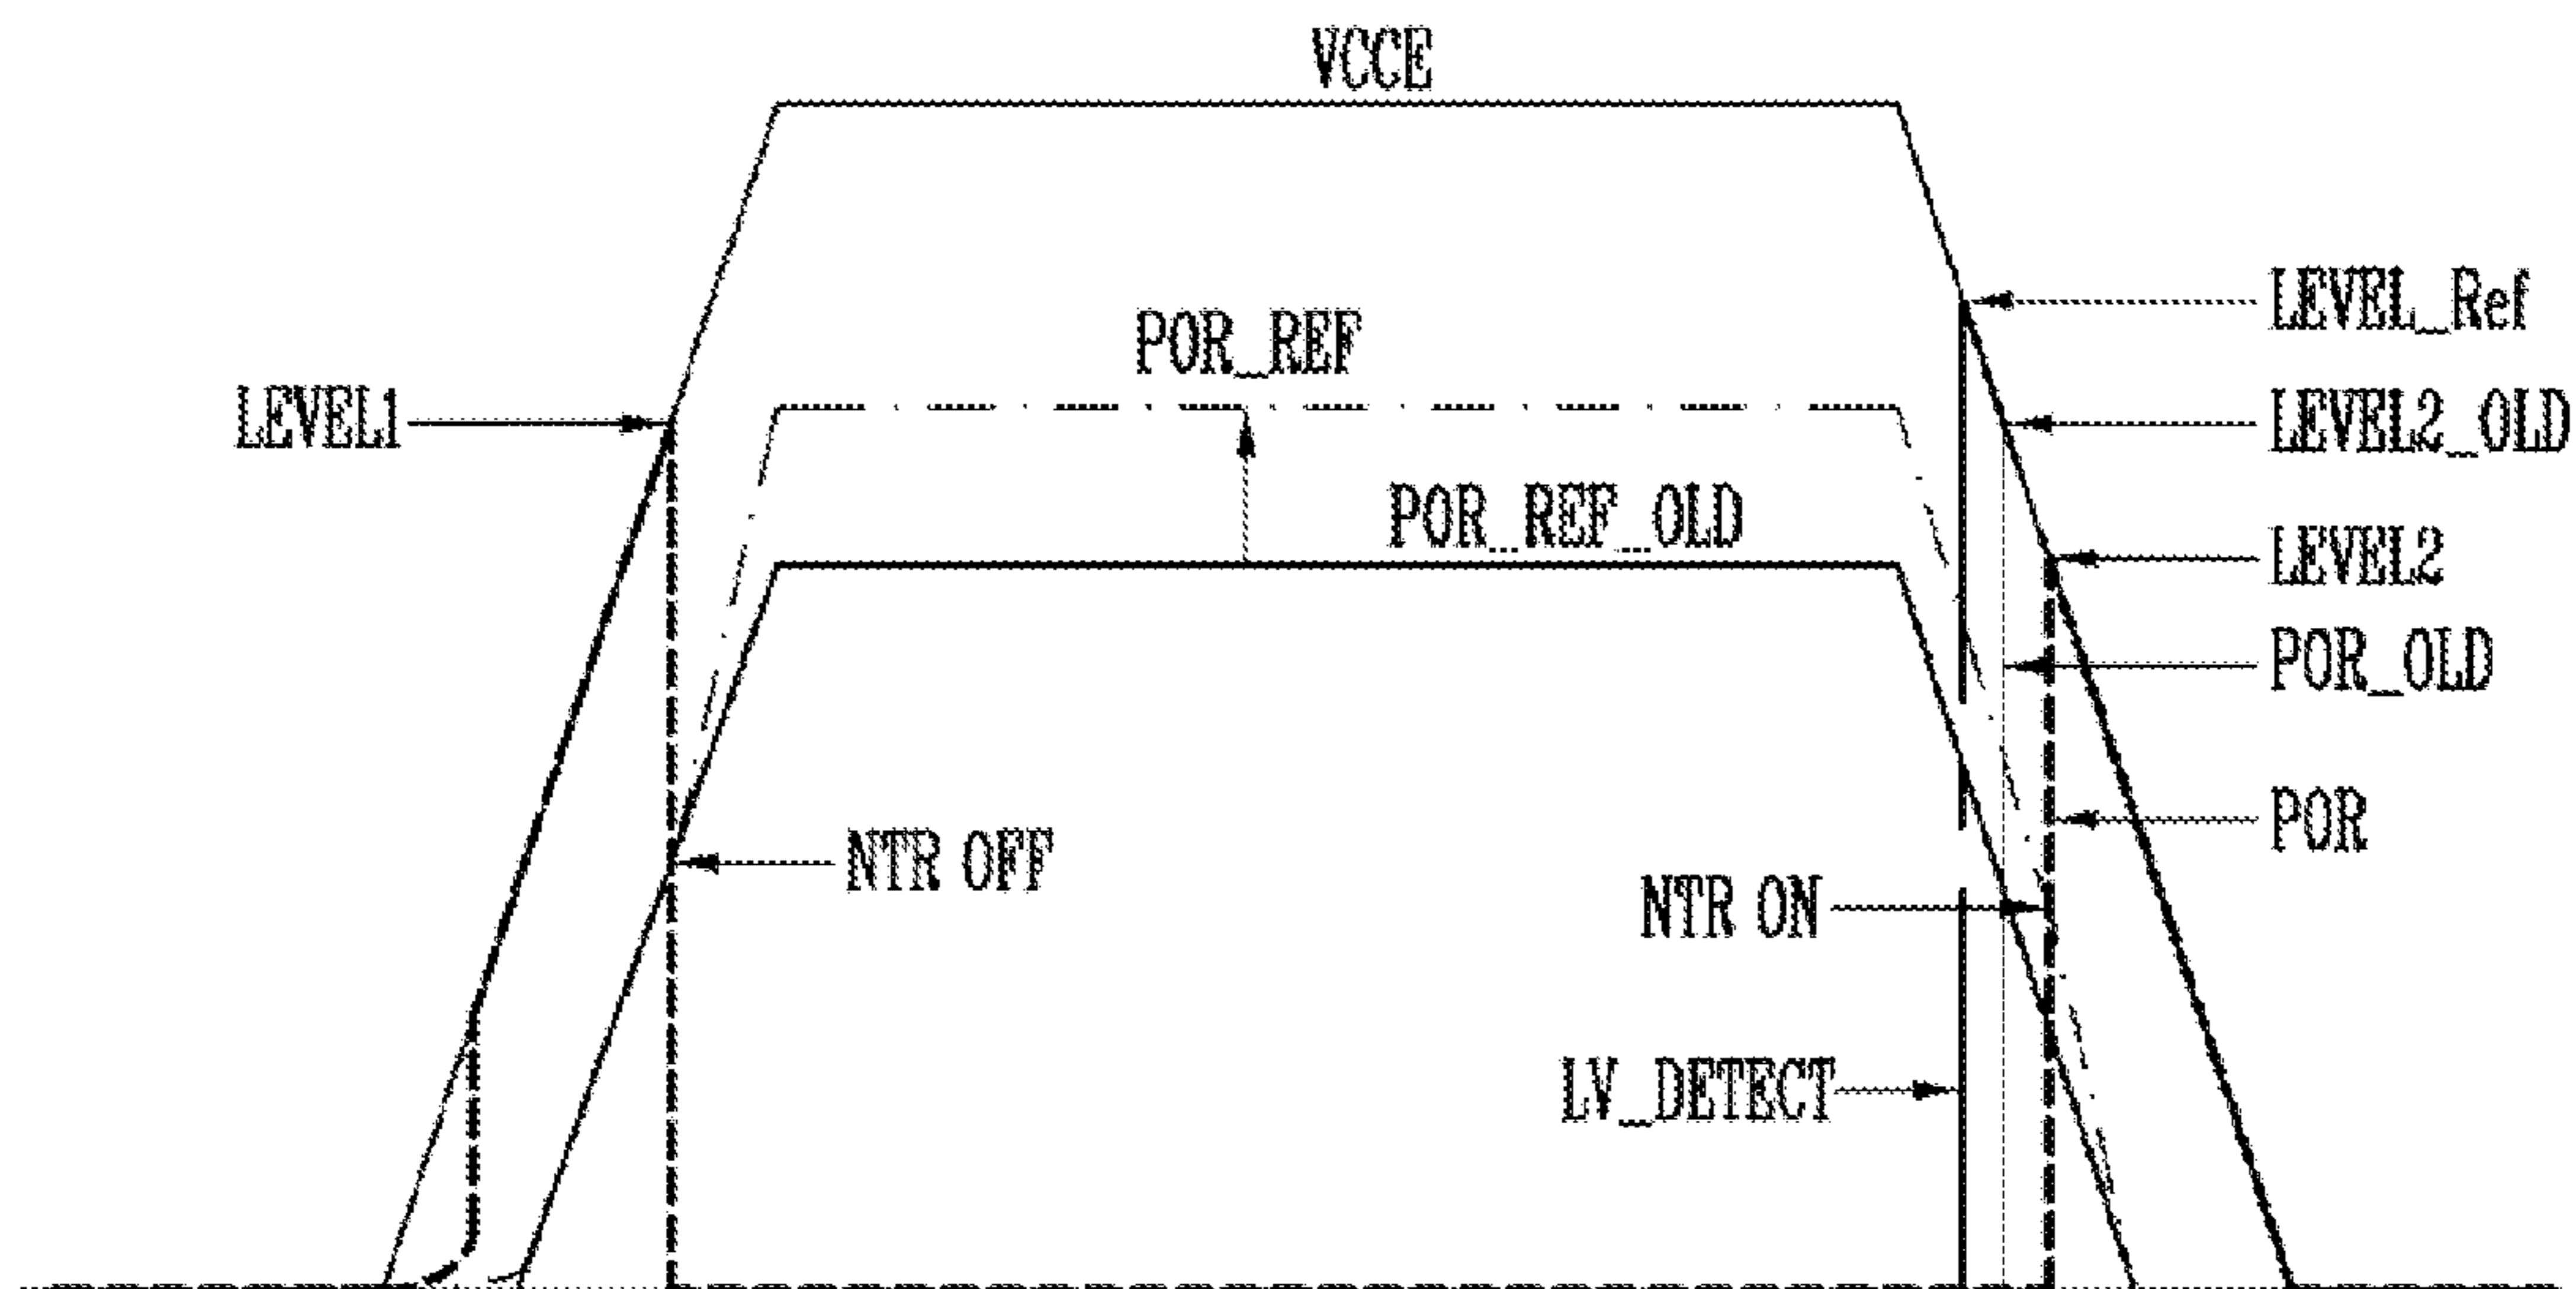 VCCE
LEVEL_Ref
POR_REF
LEVEL1
LEVEL2_OLD
POR_REF_OLD
LEVEL2
POR_OLD
POR
NTR OFF
NTR ON
LV_DETECT